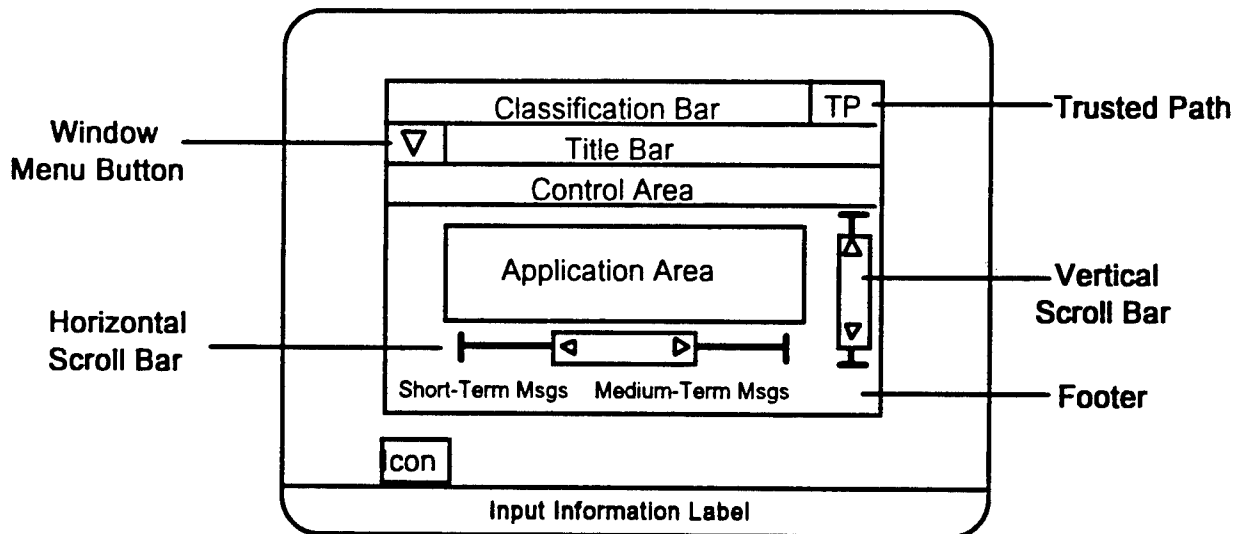 Classification Bar
TP
Trusted Path
Window
Menu Button
Title Bar
Control Area
Application Area
Vertical
Scroll Bar
Horizontal
Scroll Bar
Short-Term Msgs
Medium-Term Msgs
Footer
Icon
Input Information Label